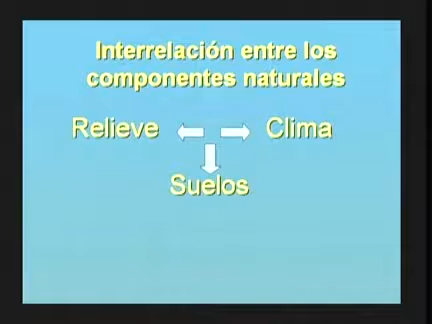 Interrelación entre los
componentes naturales
Relieve Clima
Suelos